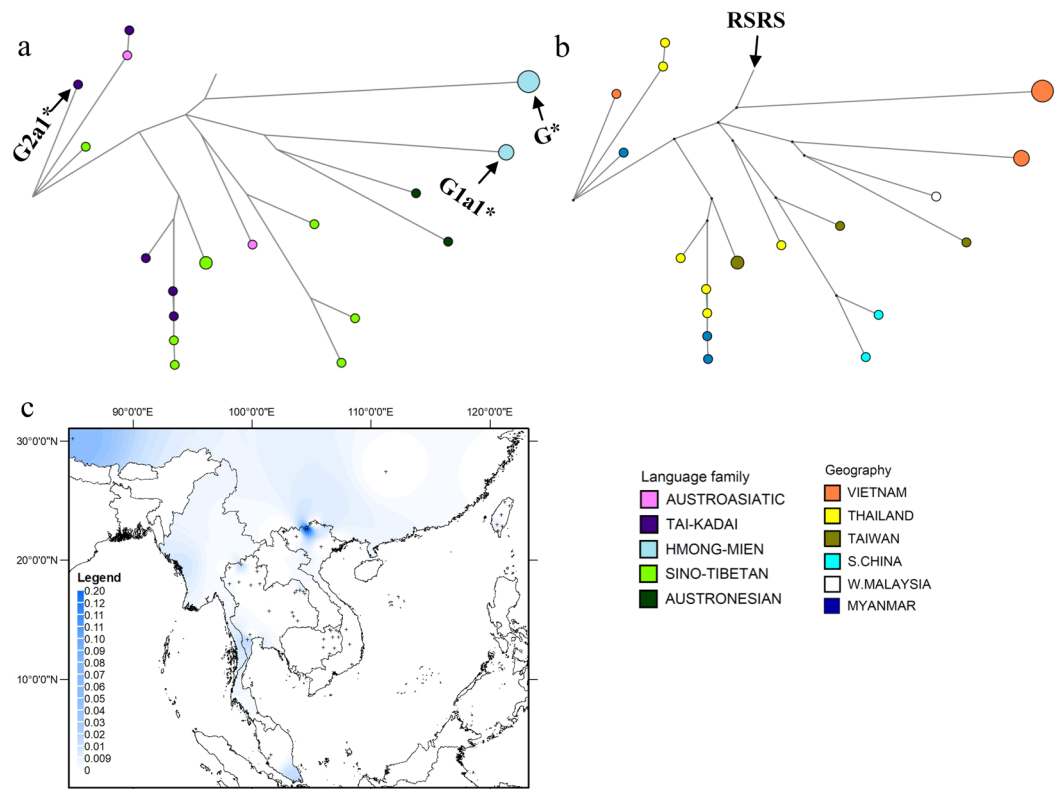 a
G2a1*
G*
G1a1*
b
RSRS
c
90°0'0"E 100°0'0"E 110°0'0"E 120°0'0"E
30°0'0"N
20°0'0"N
10°0'0"N
Legend
0.20
0.12
0.11
0.10
0.09
0.08
0.07
0.06
0.05
0.04
0.03
0.02
0.01
0.009
0
Language family
AUSTROASIATIC
TAI-KADAI
HMONG-MIEN
SINO-TIBETAN
AUSTRONESIAN
Geography
VIETNAM
THAILAND
TAIWAN
S.CHINA
W.MALAYSIA
MYANMAR